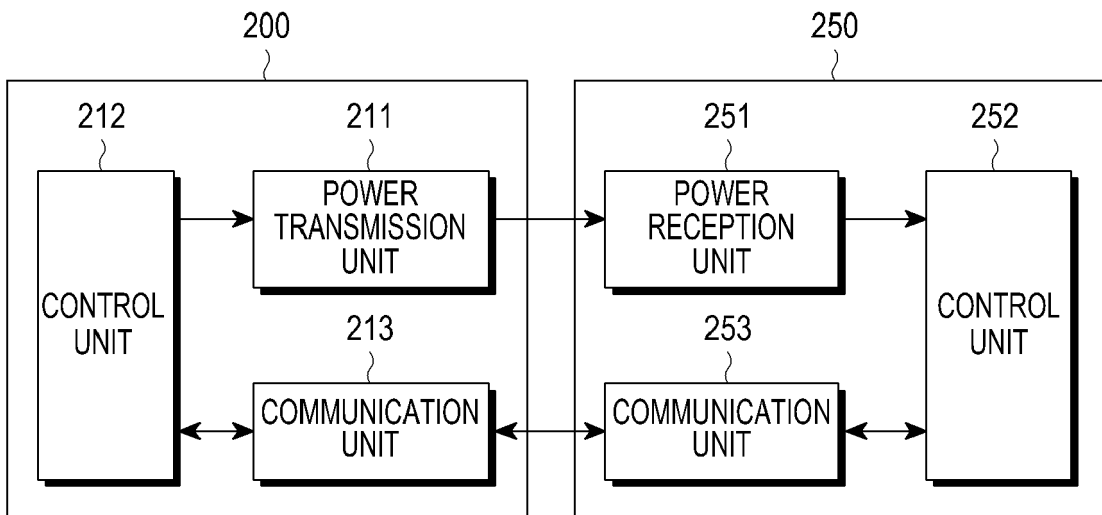 200
250
212
211
251
252
POWER
TRANSMISSION
UNIT
POWER
RECEPTION
UNIT
CONTROL
UNIT
CONTROL
UNIT
213
253
COMMUNICATION
UNIT
COMMUNICATION
UNIT